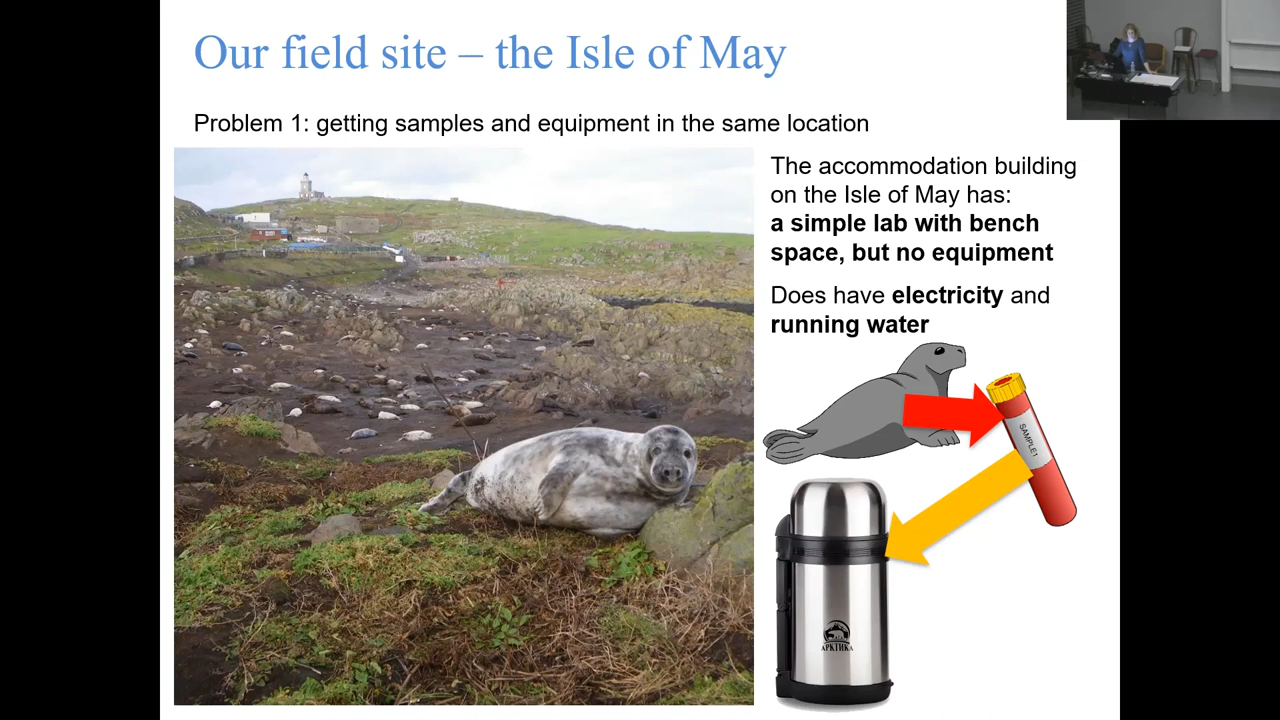 Our field site – the Isle of May
Problem 1: getting samples and equipment in the same location
The accommodation building
on the Isle of May has:
a simple lab with bench
space, but no equipment
Does have electricity and
running water
SAMPLE1
АРКТИКА